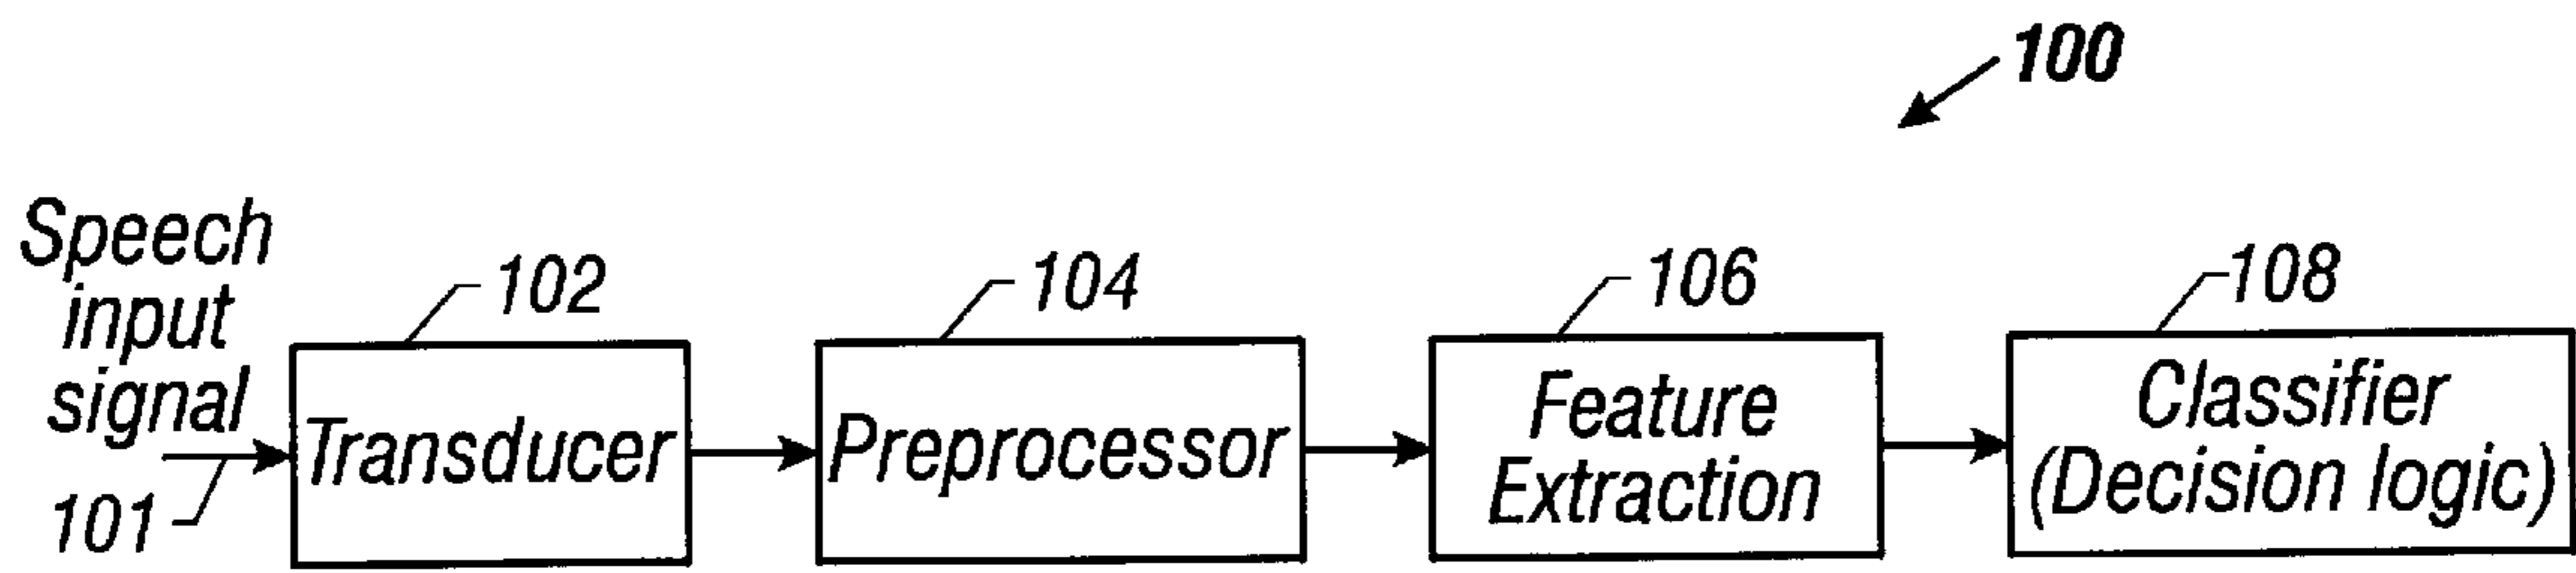 100
Speech
input
signal
101
102
Transducer
104
Preprocessor
106
Feature
Extraction
108
Classifier
(Decision logic)